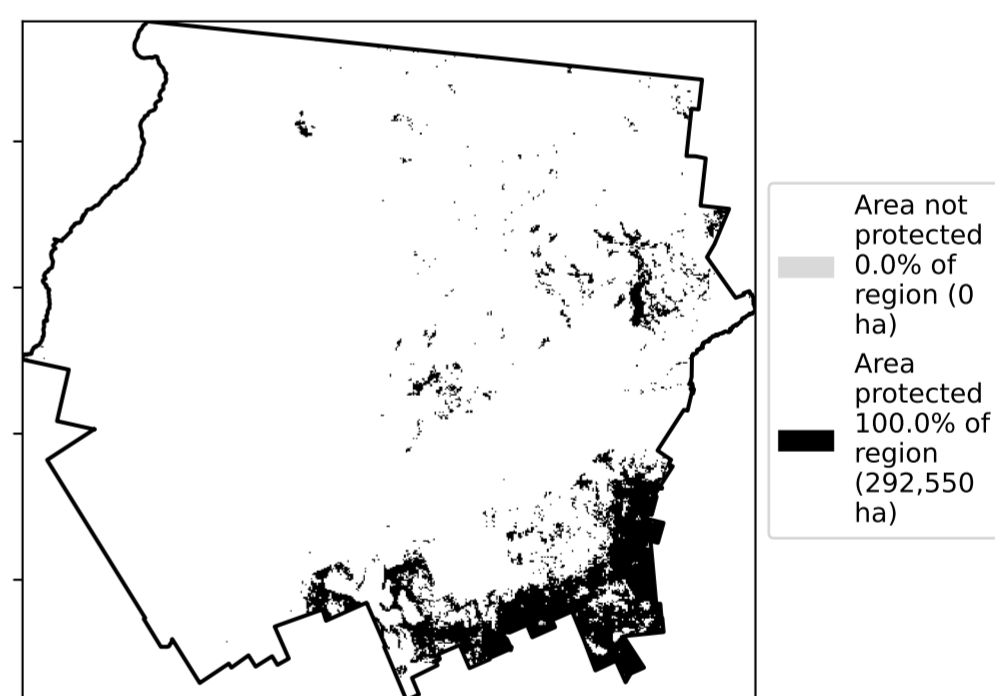 Area not
protected
0.0% of
region (0
ha)
Area
protected
100.0% of
region
(292,550
ha)